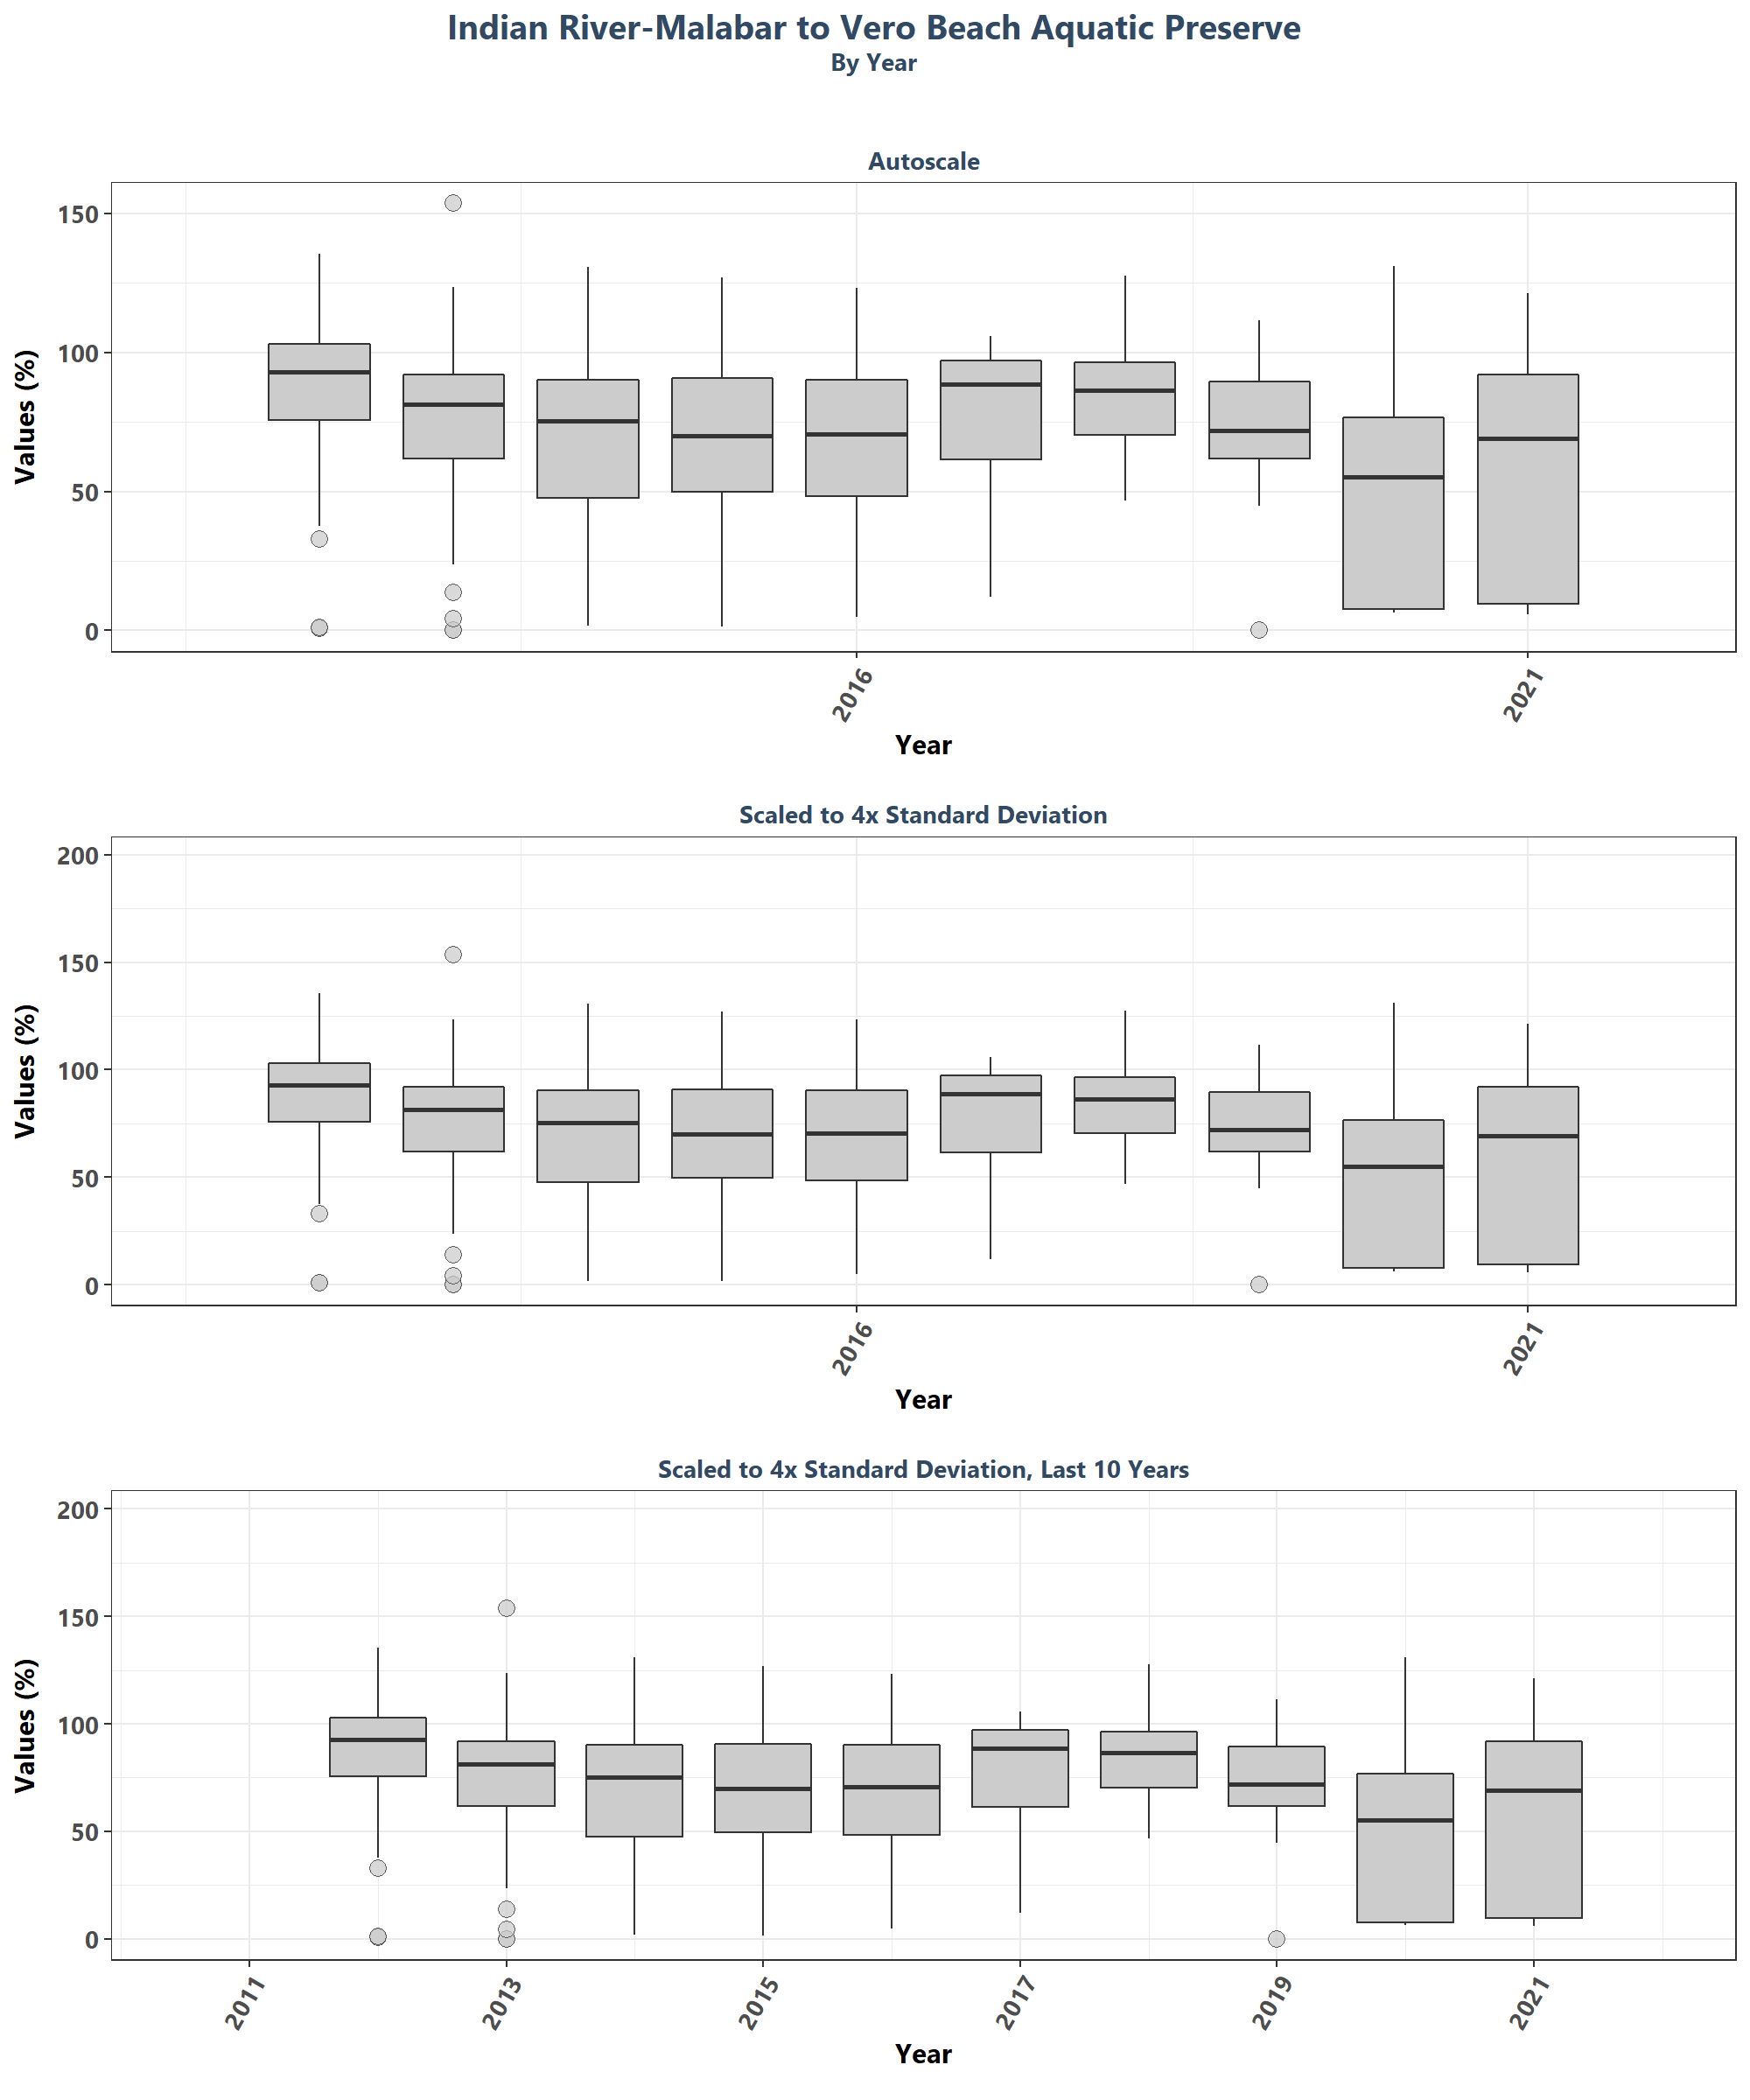 Indian River-Malabar to Vero Beach Aquatic Preserve
By Year
Autoscale
Values (%)
150
100
50
0
2016
2021
Year
Scaled to 4x Standard Deviation
Values (%)
200
150
100
50
0
2016
2021
Year
Scaled to 4x Standard Deviation, Last 10 Years
Values (%)
200
150
100
50
0
2011
2013
2015
2017
2019
2021
Year